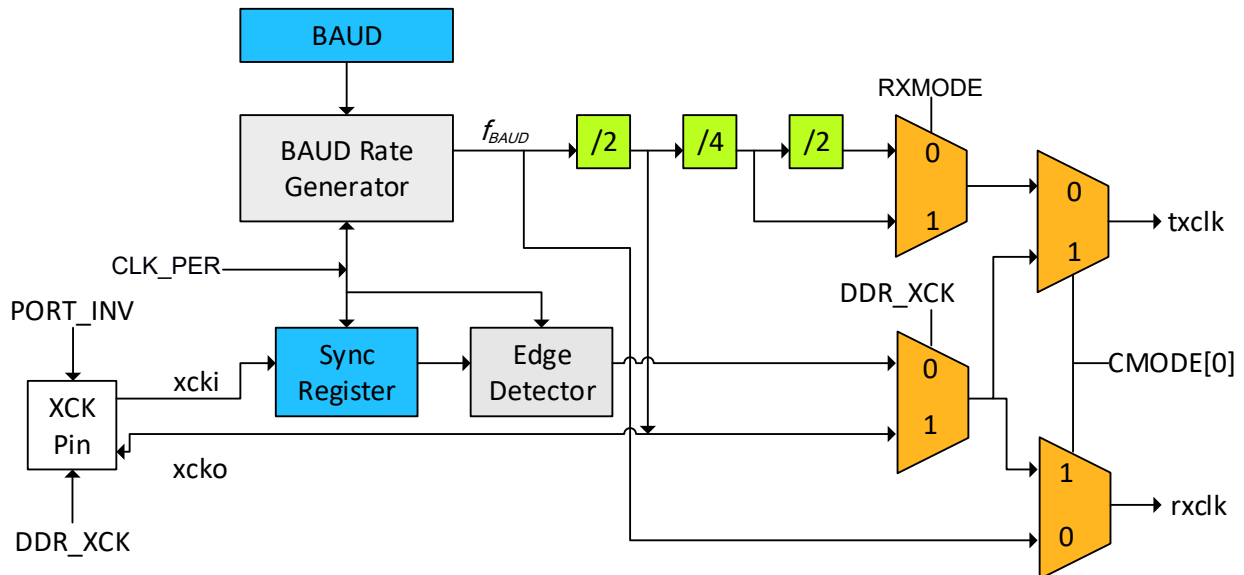 BAUD
RXMODE
BAUD Rate
Generator
fBAUD
/2
/4
/2
0
1
0
1
txclk
CLK_PER
PORT_INV
DDR_XCK
Sync
Register
Edge
Detector
0
1
CMODE[0]
xcki
XCK
Pin
xcko
1
0
rxclk
DDR_XCK